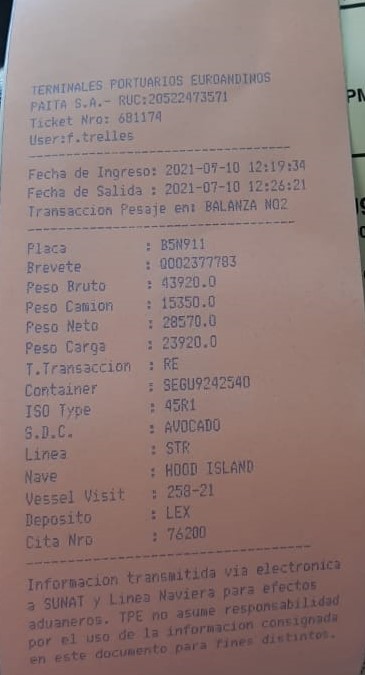 TERMINALES PORTUARIOS EUROANDINOS
PAITA S.A.- RUC:20522473571
Ticket Nro: 681174
User:f.trelles
Fecha de Ingreso: 2021-07-10 12:19:34
Fecha de Salida : 2021-07-10 12:26:21
Transaccion Pesaje en: BALANZA NO2
Placa : B5N911
Brevete : Q002377783
Peso Bruto : 43920.0
Peso Camion : 15350.0
Peso Neto : 28570.0
Peso Carga : 23920.0
T.Transaccion : RE
Container : SEGU9242540
ISO Type : 45R1
S.D.C. : AVOCADO
Linea : STR
Nave : HOOD ISLAND
Vessel Visit : 258-21
Deposito : LEX
Cita Nro : 76200
Informacion transmitida via electronica
a SUNAT y Linea Naviera para efectos
aduaneros. TPE no asume responsabilidad
por el uso de la informacion consignada
en este documento para fines distintos.